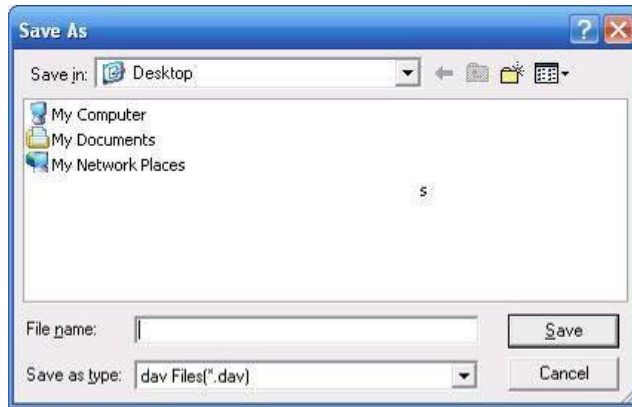 Save As
Save in: Desktop
My Computer
My Documents
My Network Places
s
File name:
Save
Save as type: dav Files(*.dav)
Cancel